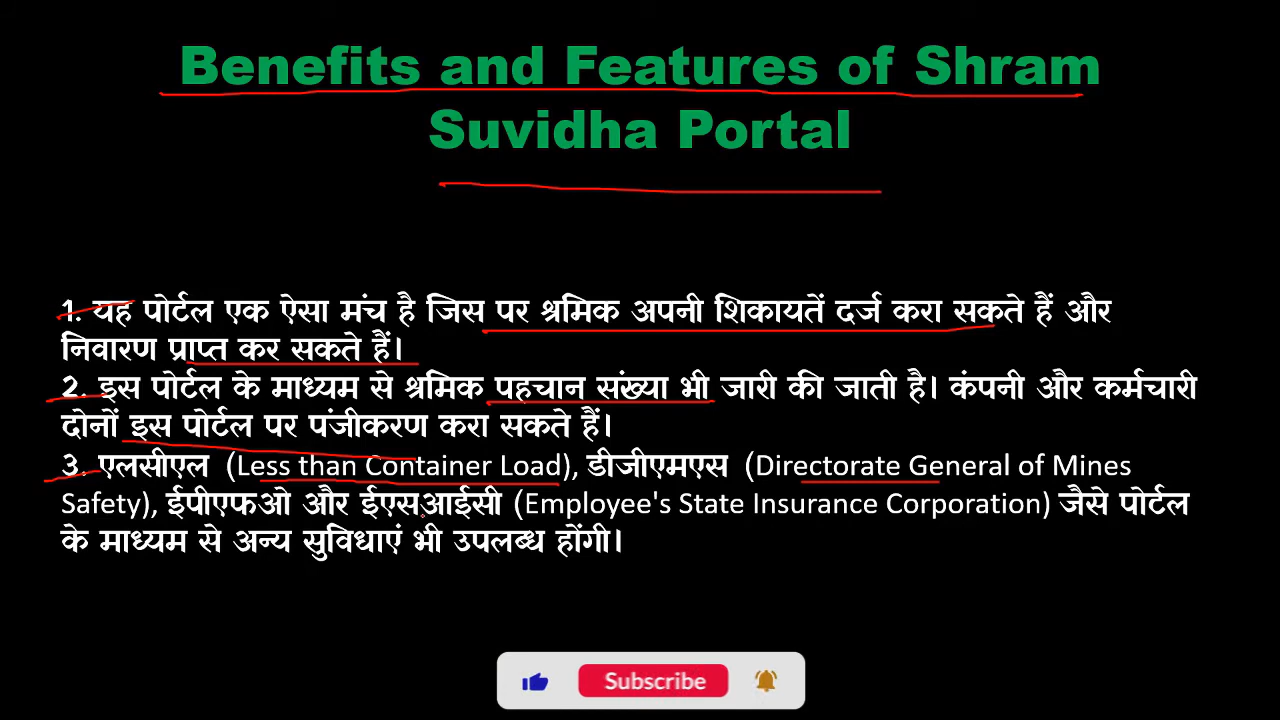 Benefits and Features of Shram
Suvidha Portal
1. यह पोर्टल एक ऐसा मंच है जिस पर श्रमिक अपनी शिकायतें दर्ज करा सकते हैं और
निवारण प्राप्त कर सकते हैं।
2. इस पोर्टल के माध्यम से श्रमिक पहचान संख्या भी जारी की जाती है। कंपनी और कर्मचारी
दोनों इस पोर्टल पर पंजीकरण करा सकते हैं।
3. एलसीएल (Less than Container Load), डीजीएमएस (Directorate General of Mines
Safety), ईपीएफओ और ईएसआईसी (Employee's State Insurance Corporation) जैसे पोर्टल
के माध्यम से अन्य सुविधाएं भी उपलब्ध होंगी।
Subscribe